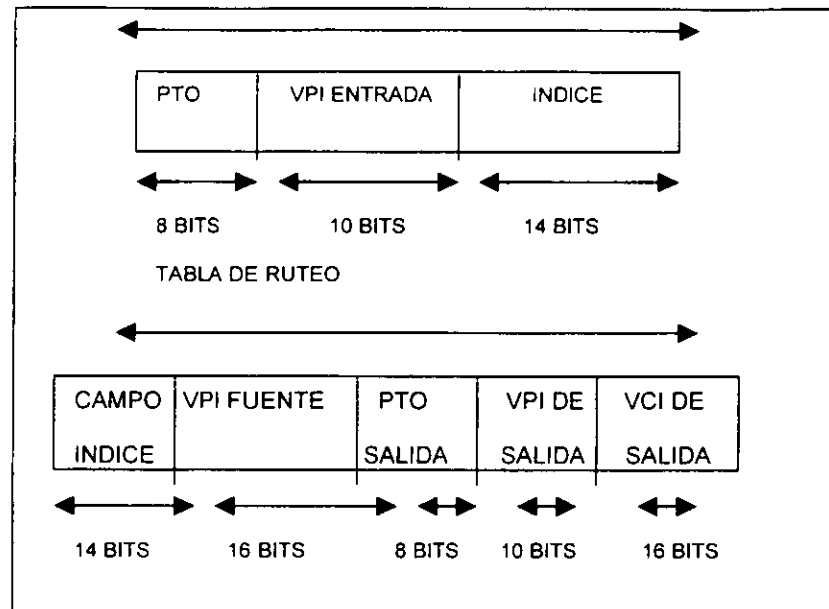 PTO VPI ENTRADA INDICE
8 BITS 10 BITS 14 BITS
TABLA DE RUTEO
CAMPO VPI FUENTE PTO VPI DE VCI DE
INDICE SALIDA SALIDA SALIDA
14 BITS 16 BITS 8 BITS 10 BITS 16 BITS